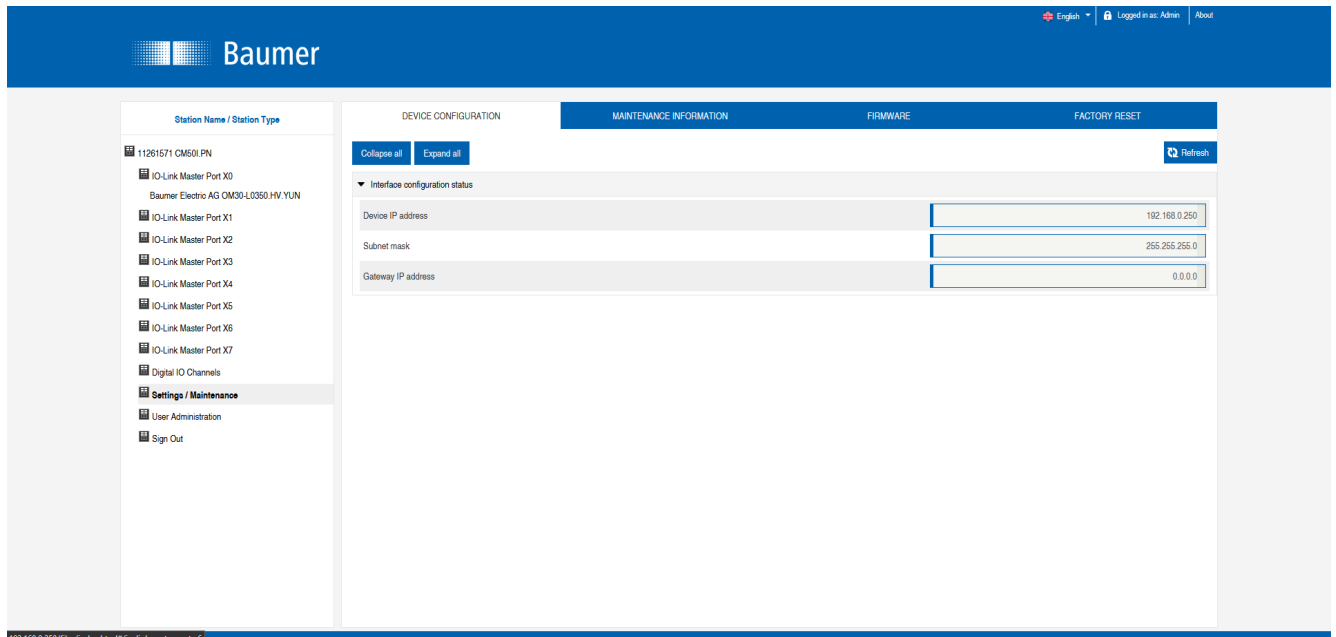 English
Logged in as: Admin
About
Baumer
Station Name / Station Type
DEVICE CONFIGURATION
MAINTENANCE INFORMATION
FIRMWARE
FACTORY RESET
11261571 CM50I.PN
IO-Link Master Port X0
Baumer Electric AG OM30-L0350.HV.YUN
IO-Link Master Port X1
IO-Link Master Port X2
IO-Link Master Port X3
IO-Link Master Port X4
IO-Link Master Port X5
IO-Link Master Port X6
IO-Link Master Port X7
Digital IO Channels
Settings / Maintenance
User Administration
Sign Out
Collapse all
Expand all
Refresh
Interface configuration status
Device IP address
192.168.0.250
Subnet mask
255.255.255.0
Gateway IP address
0.0.0.0